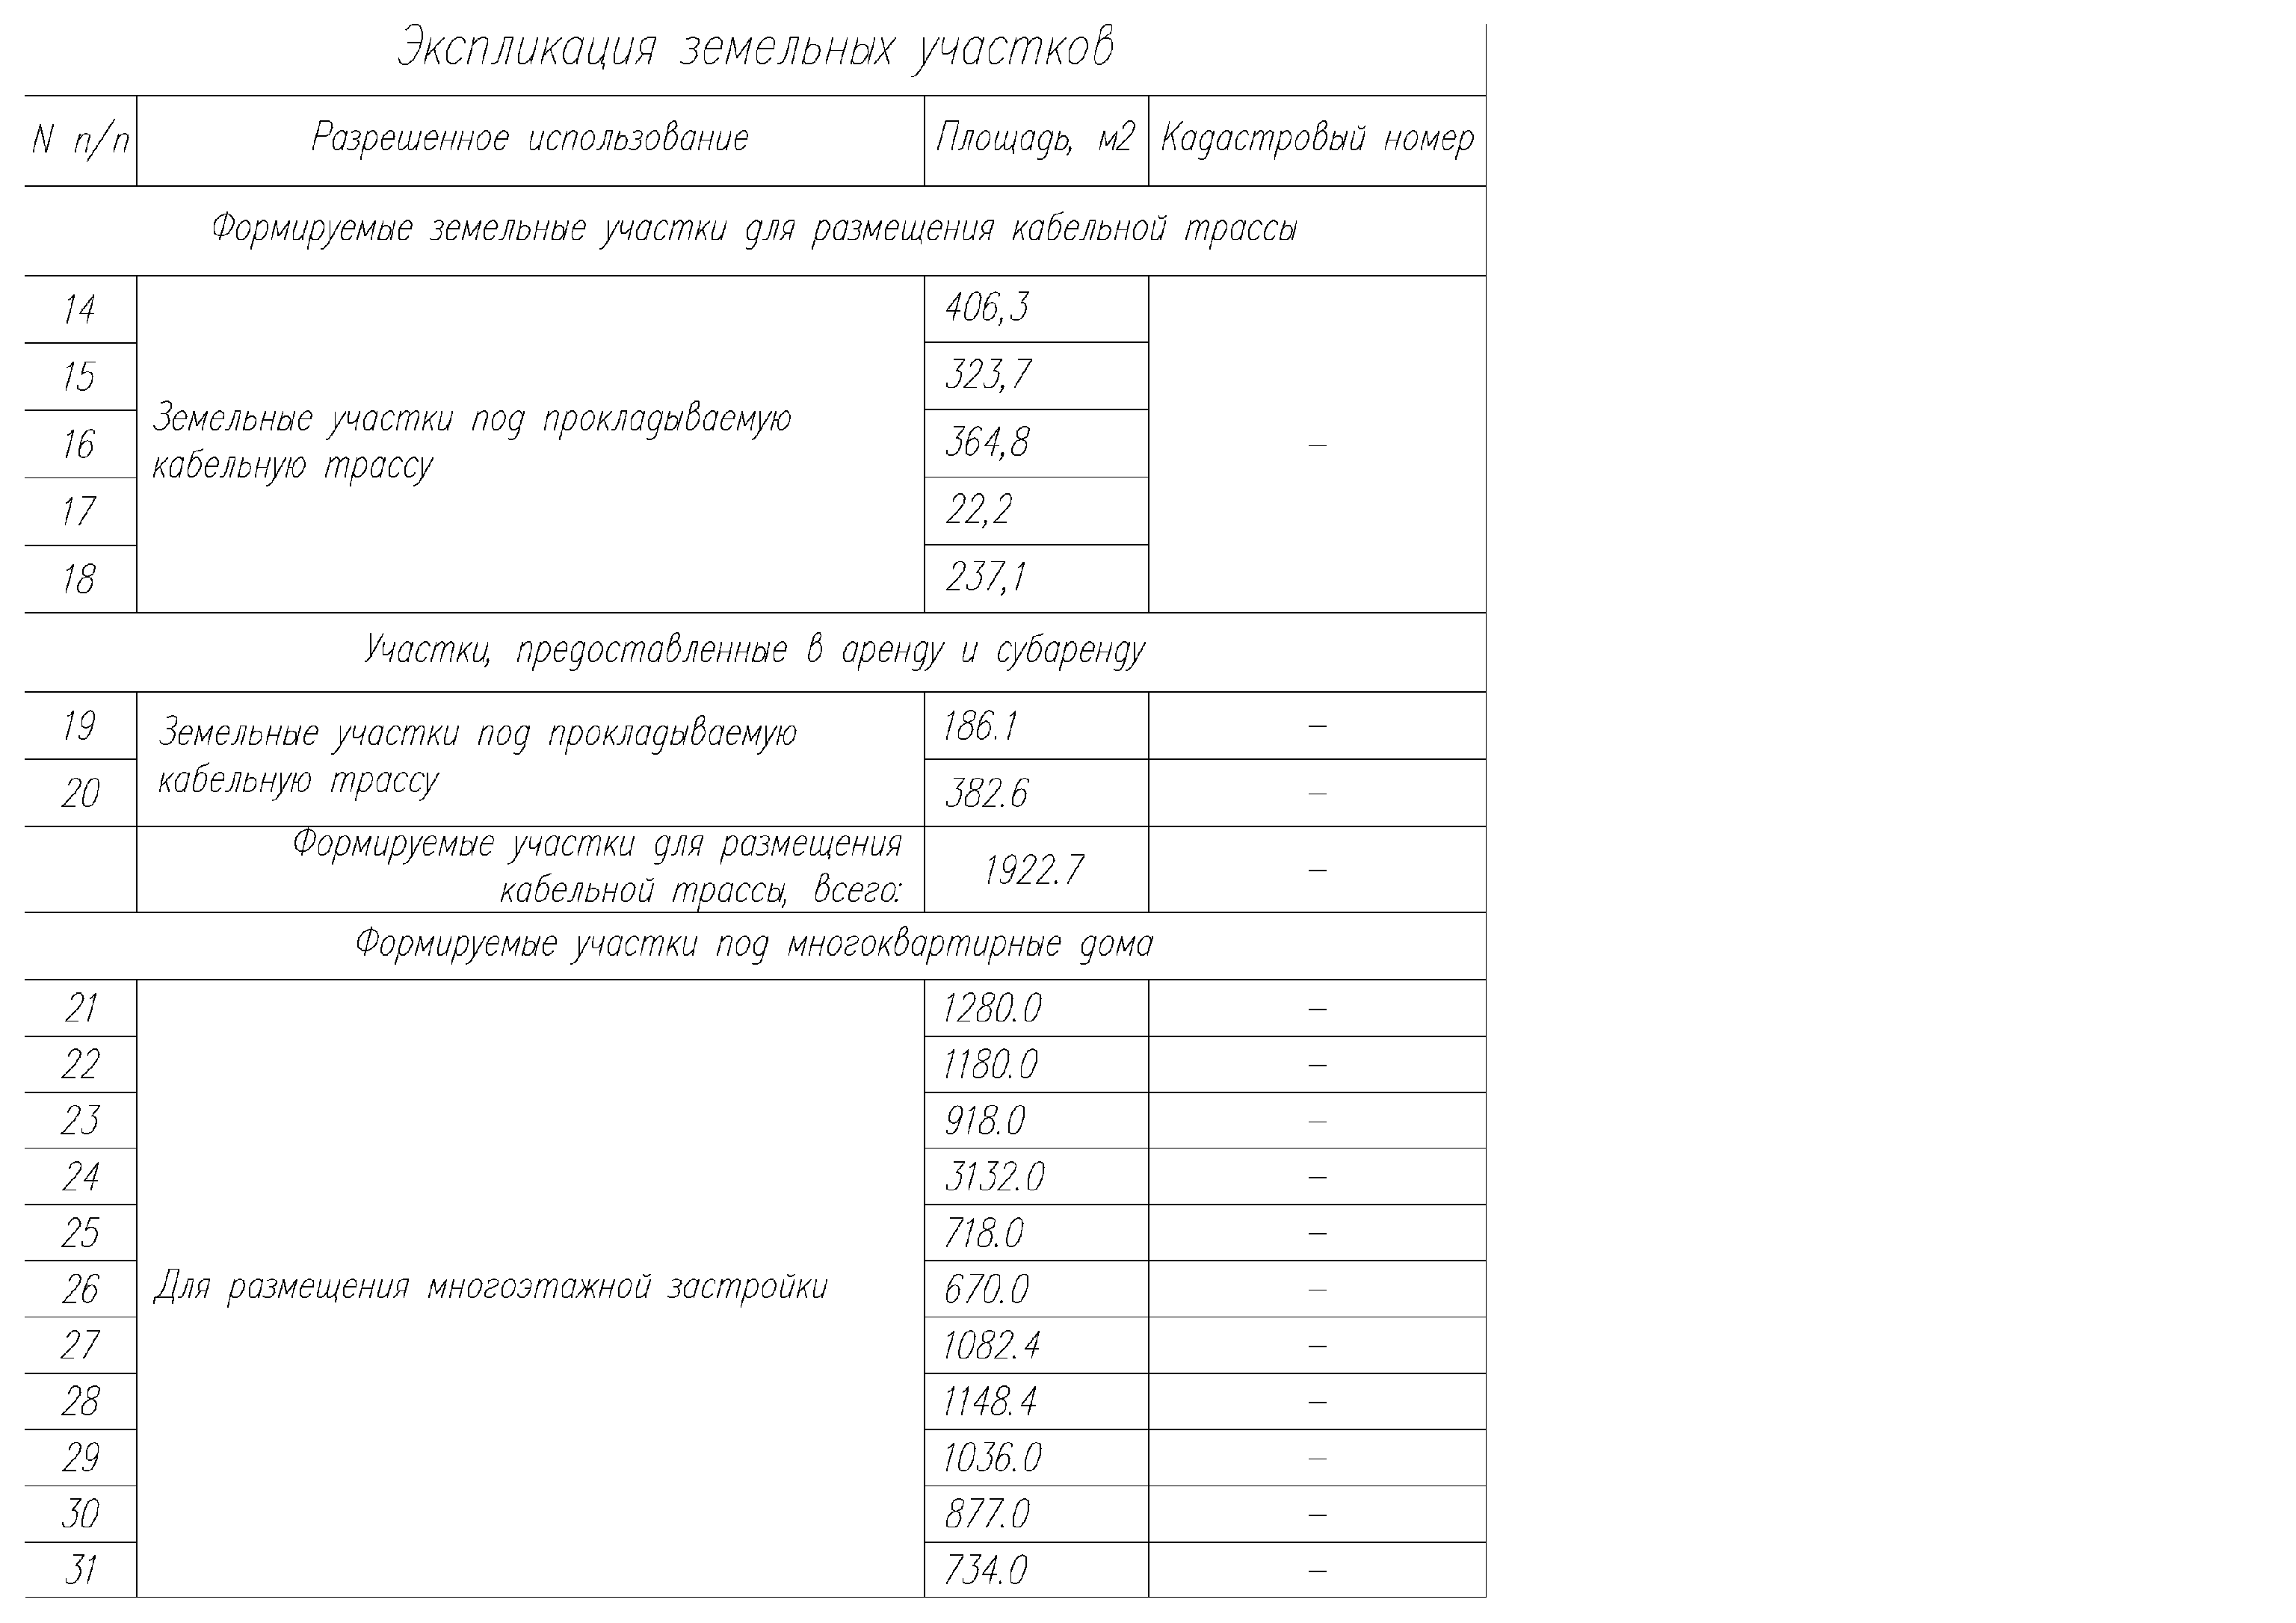 Экспликация земельных участков
N п/п Разрешенное использование Площадь, м2 Кадастровый номер
Формируемые земельные участки для размещения кабельной трассы
14 406,3
15 323,7
Земельные участки под прокладываемую
16 364,8 –
кабельную трассу
17 22,2
18 237,1
Участки, предоставленные в аренду и субаренду
19 186.1 –
Земельные участки под прокладываемую
кабельную трассу
20 382.6 –
Формируемые участки для размещения
кабельной трассы, всего: 1922.7 –
Формируемые участки под многоквартирные дома
21 1280.0 –
22 1180.0 –
23 918.0 –
24 3132.0 –
25 718.0 –
26 Для размещения многоэтажной застройки 670.0 –
27 1082.4 –
28 1148.4 –
29 1036.0 –
30 877.0 –
31 734.0 –